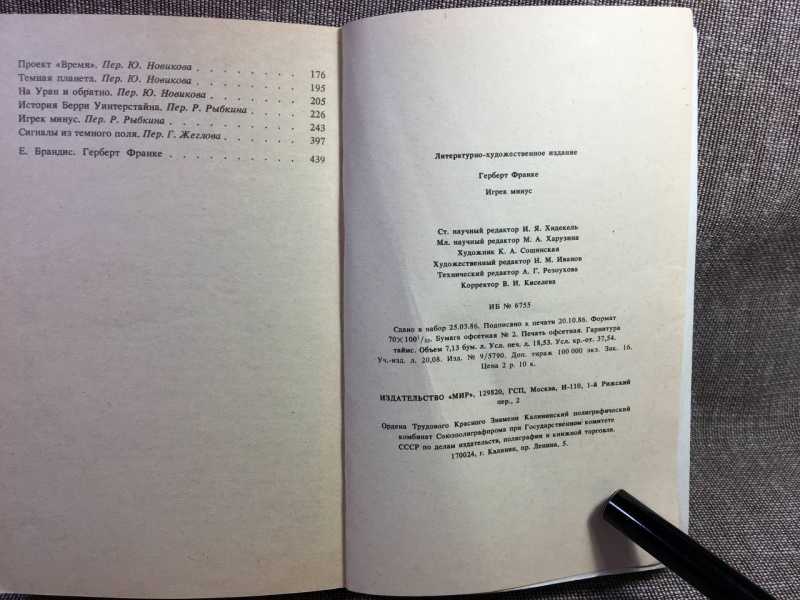 Проект «Время». Пер. Ю. Новикова . . . . . . . . 176
Темная планета. Пер. Ю. Новикова . . . . . . . . 195
На Уран и обратно. Пер. Ю. Новикова . . . . . . . 205
История Берри Уинтерстайна. Пер. Р. Рыбкина . . . . 226
Игрек минус. Пер. Р. Рыбкина . . . . . . . . . 243
Сигналы из темного поля. Пер. Г. Жеглова . . . . . 397
Е. Брандис. Герберт Франке . . . . . . . . . 439
Литературно-художественное издание
Герберт Франке
Игрек минус
Ст. научный редактор И. Я. Хидекель
Мл. научный редактор М. А. Харузина
Художник К. А. Сошинская
Художественный редактор Н. М. Иванов
Технический редактор А. Г. Резоухова
Корректор В. И. Киселева
ИБ № 6755
Сдано в набор 25.03.86. Подписано к печати 20.10.86. Формат
70×100¹/₃₂. Бумага офсетная № 2. Печать офсетная. Гарнитура
таймс. Объем 7,13 бум. л. Усл. печ. л. 18,53. Усл. кр.-от. 37,54.
Уч.-изд. л. 20,08. Изд. № 9/5790. Доп. тираж 100 000 экз. Зак. 16.
Цена 2 р. 10 к.
ИЗДАТЕЛЬСТВО «МИР», 129820, ГСП, Москва, И-110, 1-й Рижский
пер., 2
Ордена Трудового Красного Знамени Калининский полиграфический
комбинат Союзполиграфпрома при Государственном комитете
СССР по делам издательств, полиграфии и книжной торговли.
170024, г. Калинин, пр. Ленина, 5.